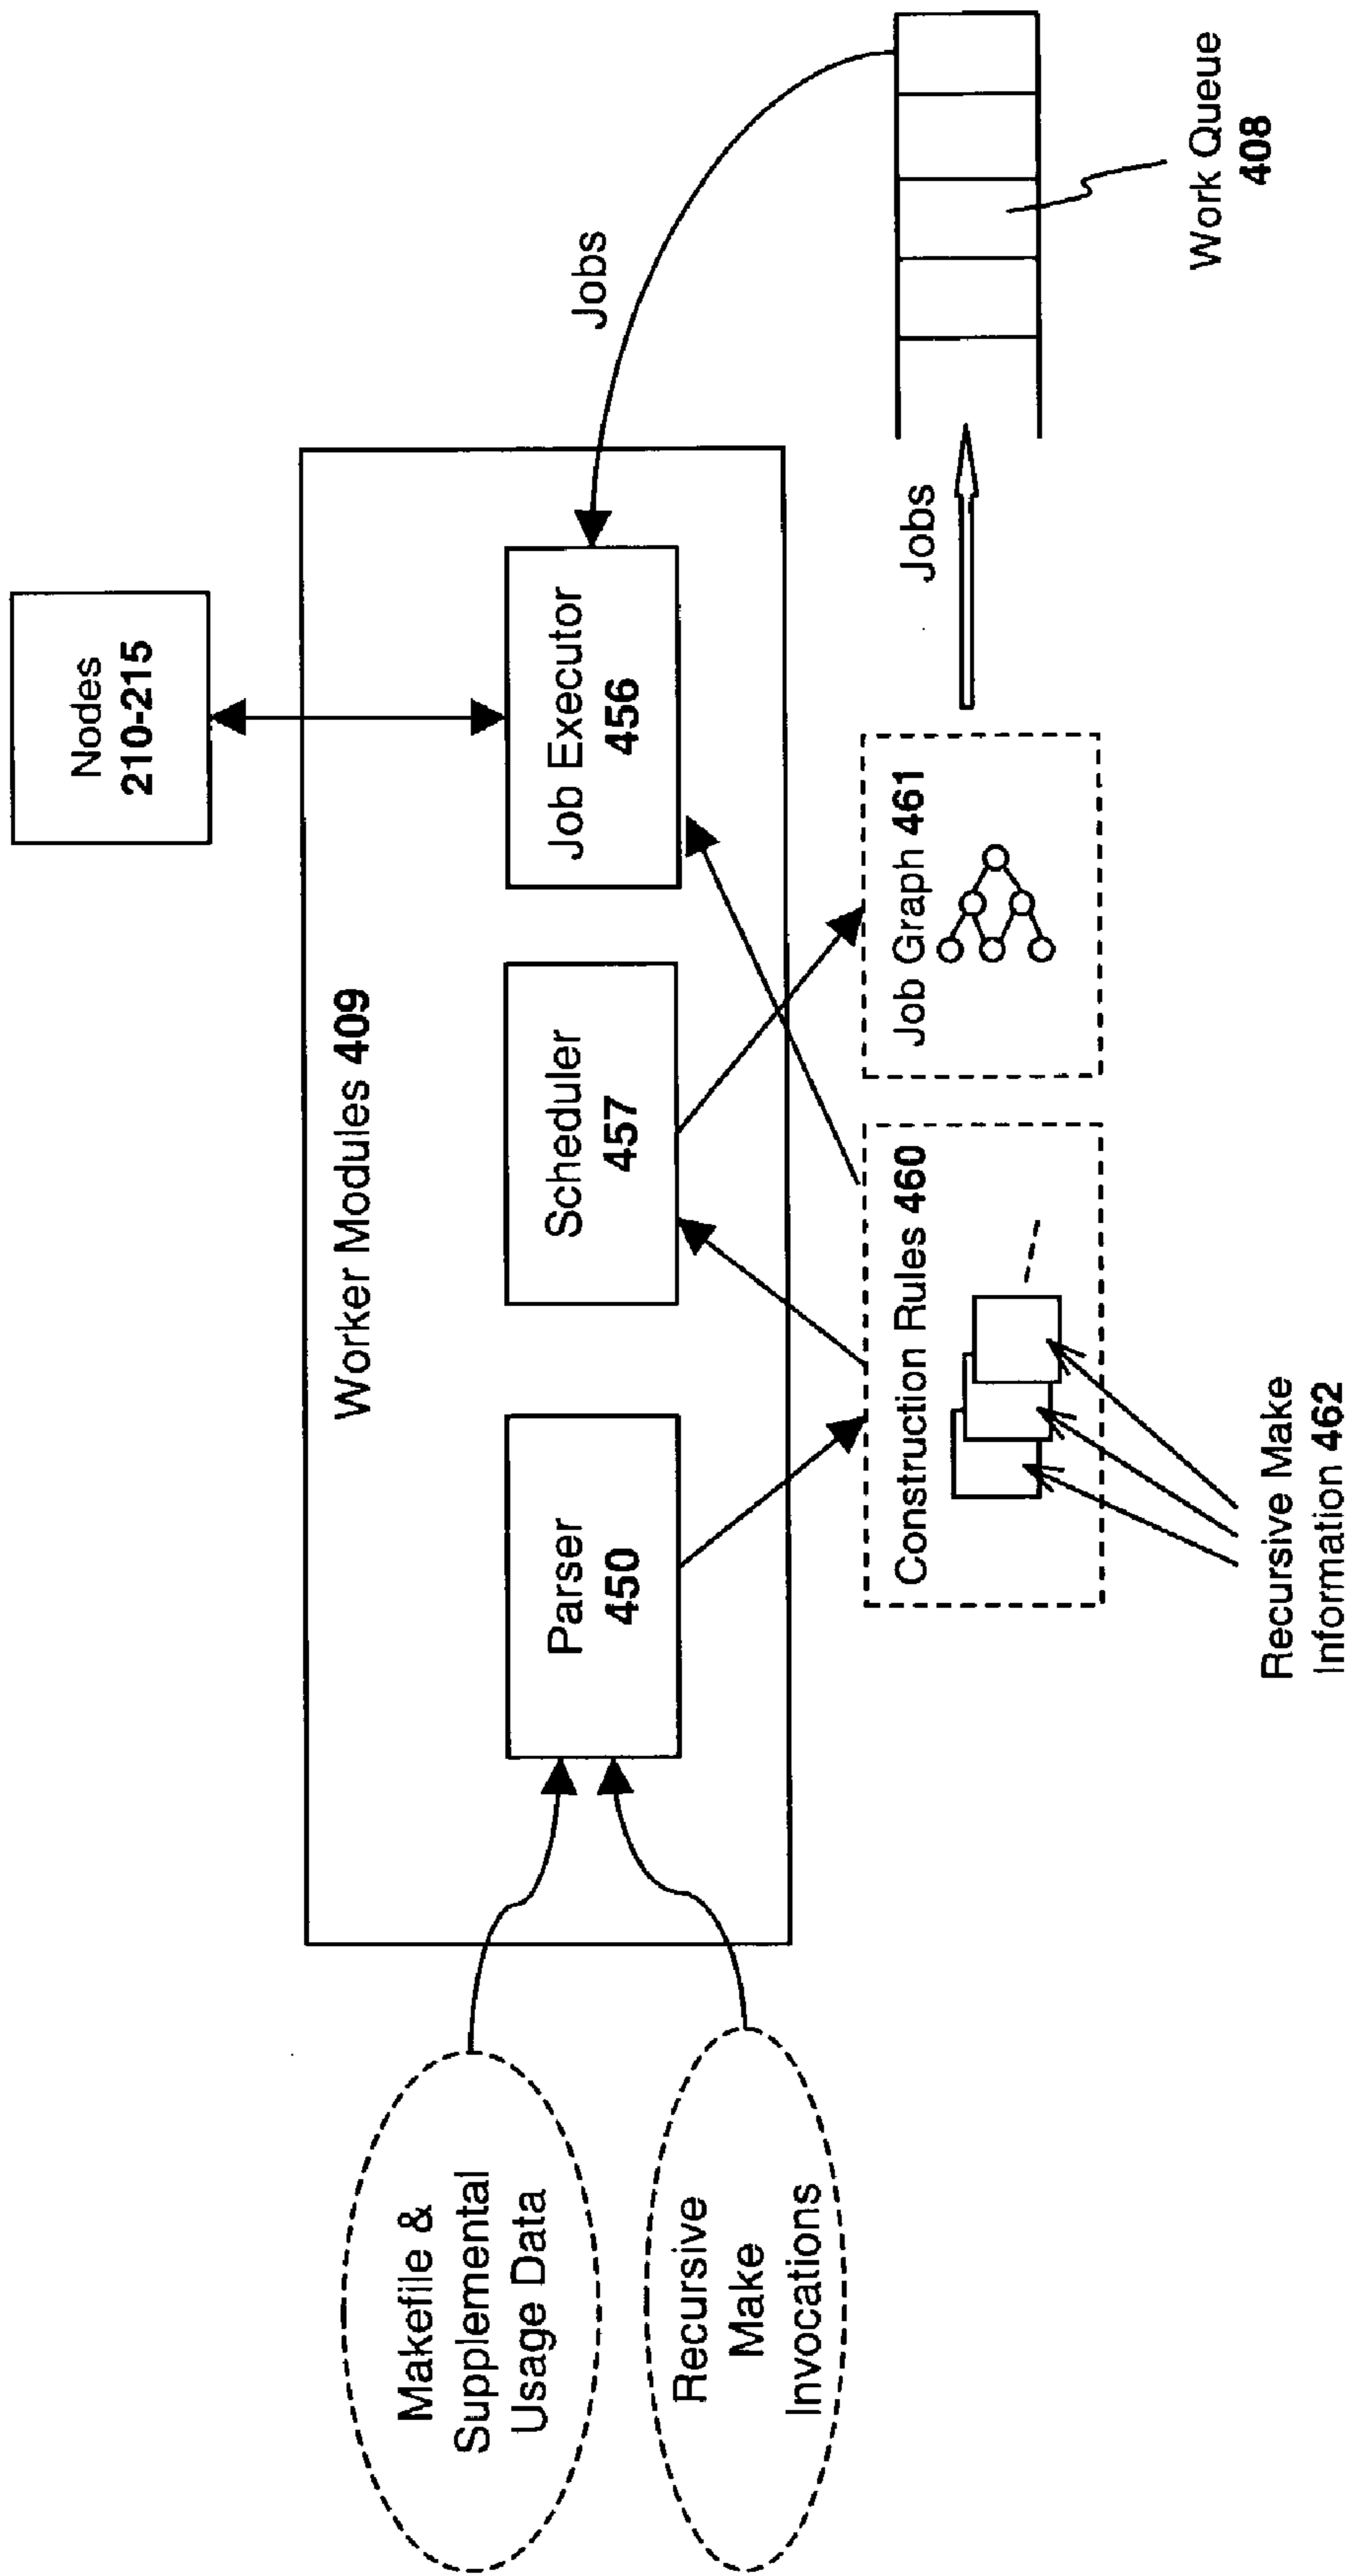 Nodes
210-215
Worker Modules 409
Parser
450
Scheduler
457
Job Executor
456
Jobs
Makefile &
Supplemental
Usage Data
Recursive
Make
Invocations
Construction Rules 460
Job Graph 461
Jobs
Work Queue
408
Recursive Make
Information 462